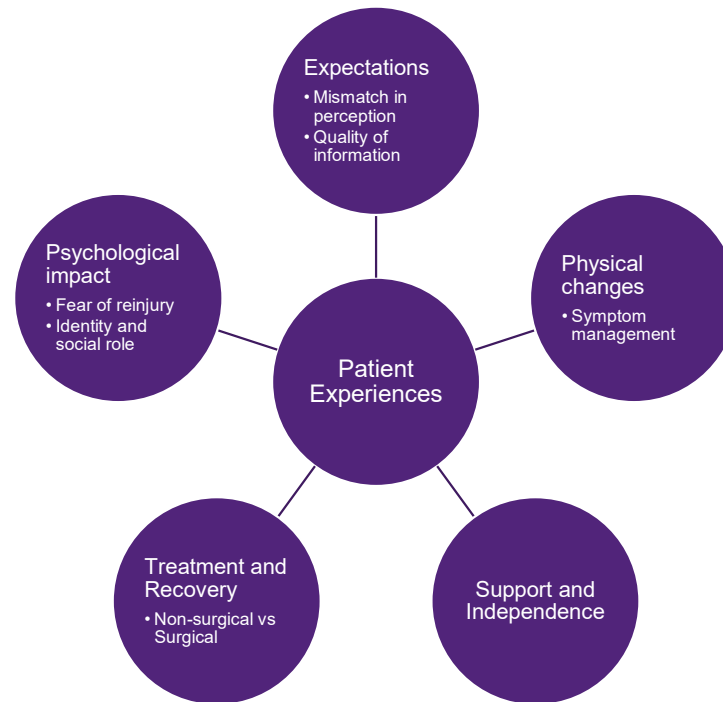 Expectations
• Mismatch in
perception
• Quality of
information
Psychological
impact
• Fear of reinjury
• Identity and
social role
Physical
changes
• Symptom
management
Patient
Experiences
Treatment and
Recovery
• Non-surgical vs
Surgical
Support and
Independence